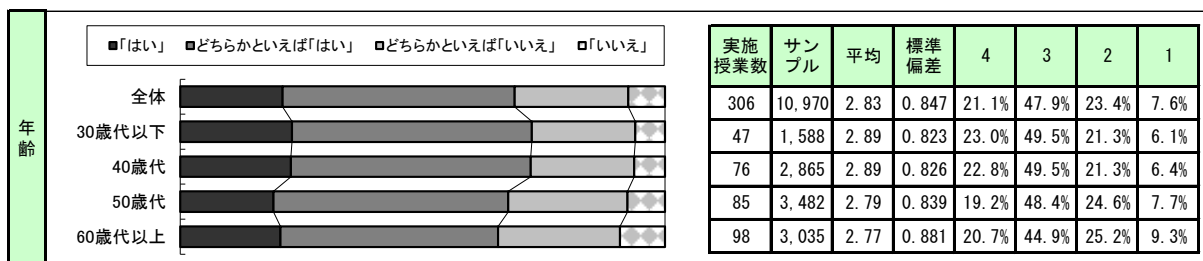 年齢
■「はい」 ■どちらかといえば「はい」 □どちらかといえば「いいえ」 □「いいえ」
全体
30歳代以下
40歳代
50歳代
60歳代以上
実施授業数 サンプル 平均 標準偏差 4 3 2 1
306 10,970 2.83 0.847 21.1% 47.9% 23.4% 7.6%
47 1,588 2.89 0.823 23.0% 49.5% 21.3% 6.1%
76 2,865 2.89 0.826 22.8% 49.5% 21.3% 6.4%
85 3,482 2.79 0.839 19.2% 48.4% 24.6% 7.7%
98 3,035 2.77 0.881 20.7% 44.9% 25.2% 9.3%